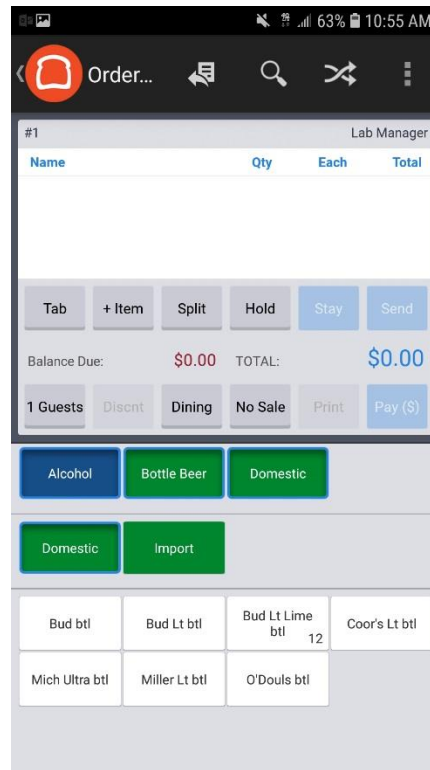 63% 10:55 AM
Order...
#1 Lab Manager
Name Qty Each Total
Tab + Item Split Hold Stay Send
Balance Due: $0.00 TOTAL: $0.00
1 Guests Discnt Dining No Sale Print Pay ($)
Alcohol Bottle Beer Domestic
Domestic Import
Bud btl Bud Lt btl Bud Lt Lime btl 12 Coor's Lt btl
Mich Ultra btl Miller Lt btl O'Douls btl